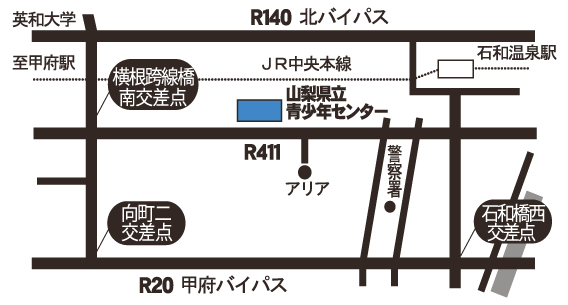 英和大学
R140 北バイパス
石和温泉駅
至甲府駅
JR中央本線
横根跨線橋
南交差点
山梨県立
青少年センター
R411
アリア
警察署
向町二
交差点
石和橋西
交差点
R20 甲府バイパス